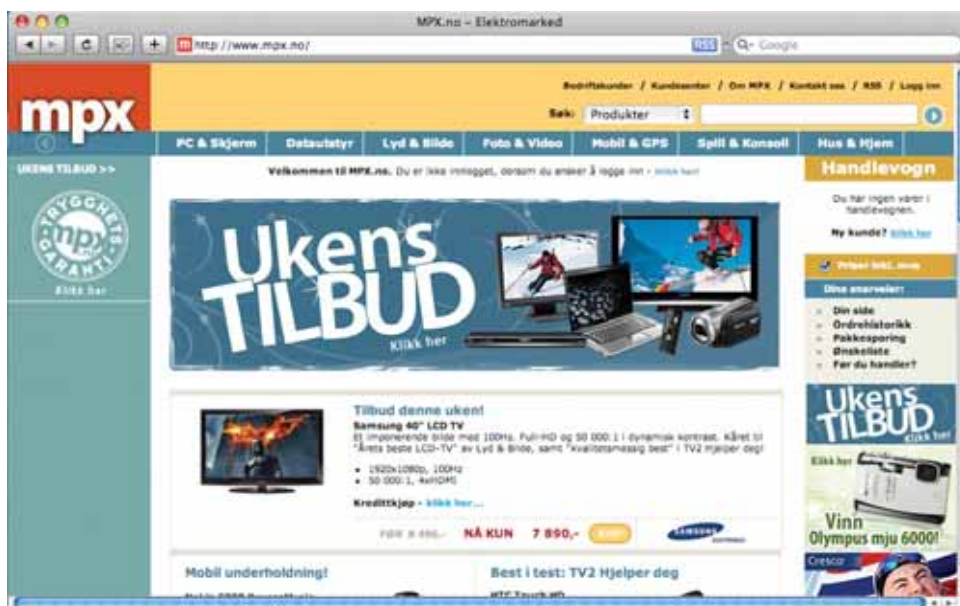 MPX.no – Elektromarked
http://www.mpx.no/
RSS
Google
mpx
Bedriftskunder / Kundesenter / Om MPX / Kontakt oss / RSS / Logg inn
Søk: Produkter
PC & Skjerm Datautstyr Lyd & Bilde Foto & Video Mobil & GPS Spill & Konsoll Hus & Hjem
UKENS TILBUD >>
TRYGGHETS
mpx
GARANTI
Klikk her
Velkommen til MPX.no. Du er ikke innlogget, dersom du ønsker å logge inn - klikk her!
Ukens
TILBUD
Klikk her
Tilbud denne uken!
Samsung 40" LCD TV
Et imponerende bilde med 100Hz, Full-HD og 50 000:1 i dynamisk kontrast. Kåret til
"Årets beste LCD-TV" av Lyd & Bilde, samt "kvalitetsmessig best" i TV2 Hjelper deg!
• 1920x1080p, 100Hz
• 50 000:1, 4xHDMI
Kredittkjøp - klikk her...
NÅ KUN 7 890,-
SAMSUNG
Mobil underholdning!
Best i test: TV2 Hjelper deg
HTC Touch HD
Handlevogn
Du har ingen varer i
handlevognen.
Ny kunde? klikk her
Priser inkl. mva
Dine snarveier:
» Din side
» Ordrehistorikk
» Pakkesporing
» Ønskeliste
» Før du handler?
Ukens
TILBUD
Klikk her
Klikk her
Vinn
Olympus mju 6000!
Cresco